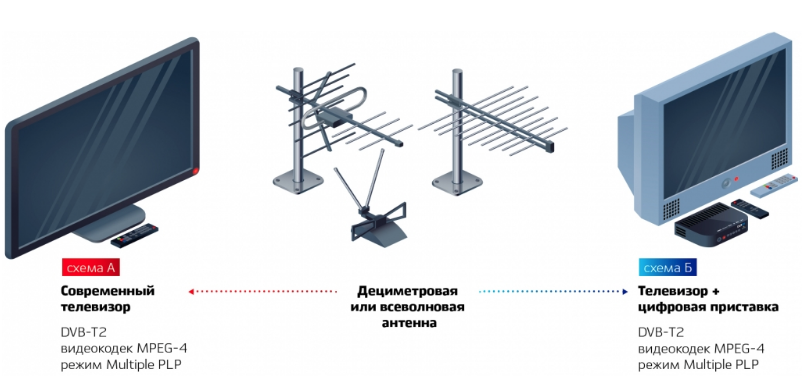 схема А
Современный
телевизор
DVB-T2
видеокодек MPEG-4
режим Multiple PLP
Дециметровая
или всеволновая
антенна
схема Б
Телевизор +
цифровая приставка
DVB-T2
видеокодек MPEG-4
режим Multiple PLP